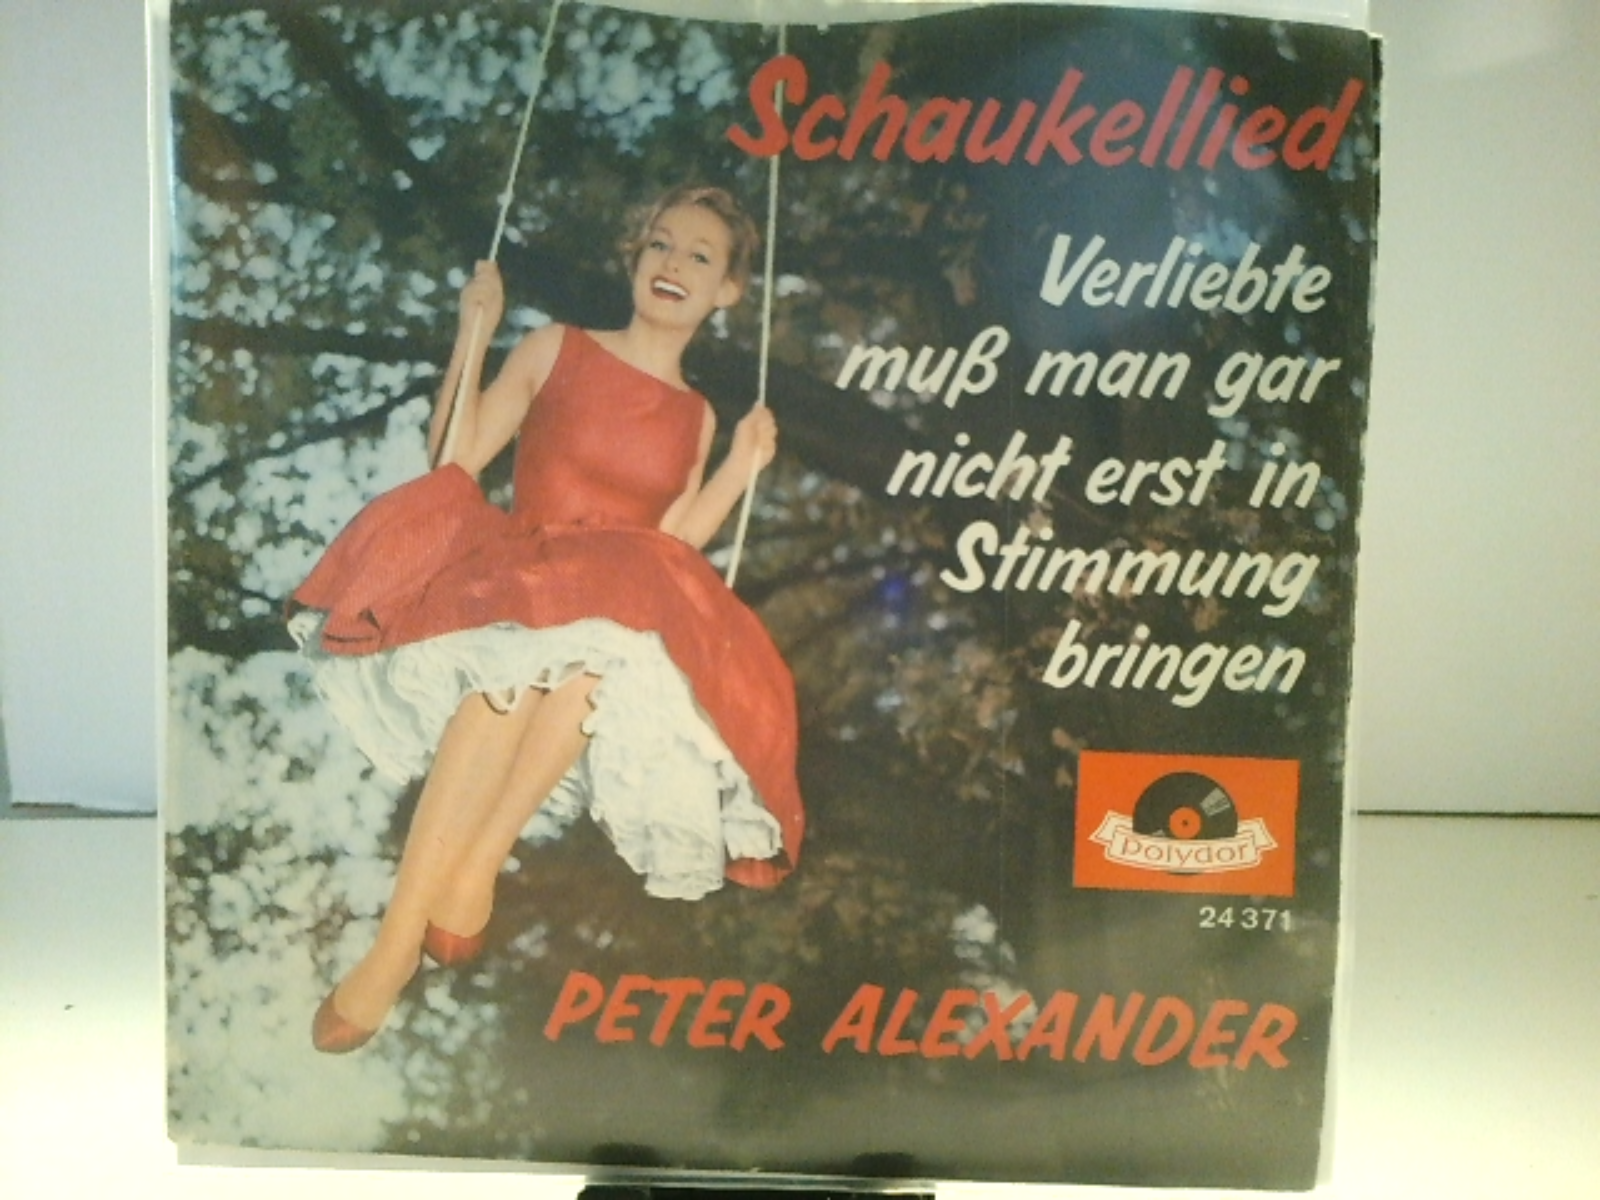 Schaukellied
Verliebte
muß man gar
nicht erst in
Stimmung
bringen
Polydor
24 371
PETER ALEXANDER